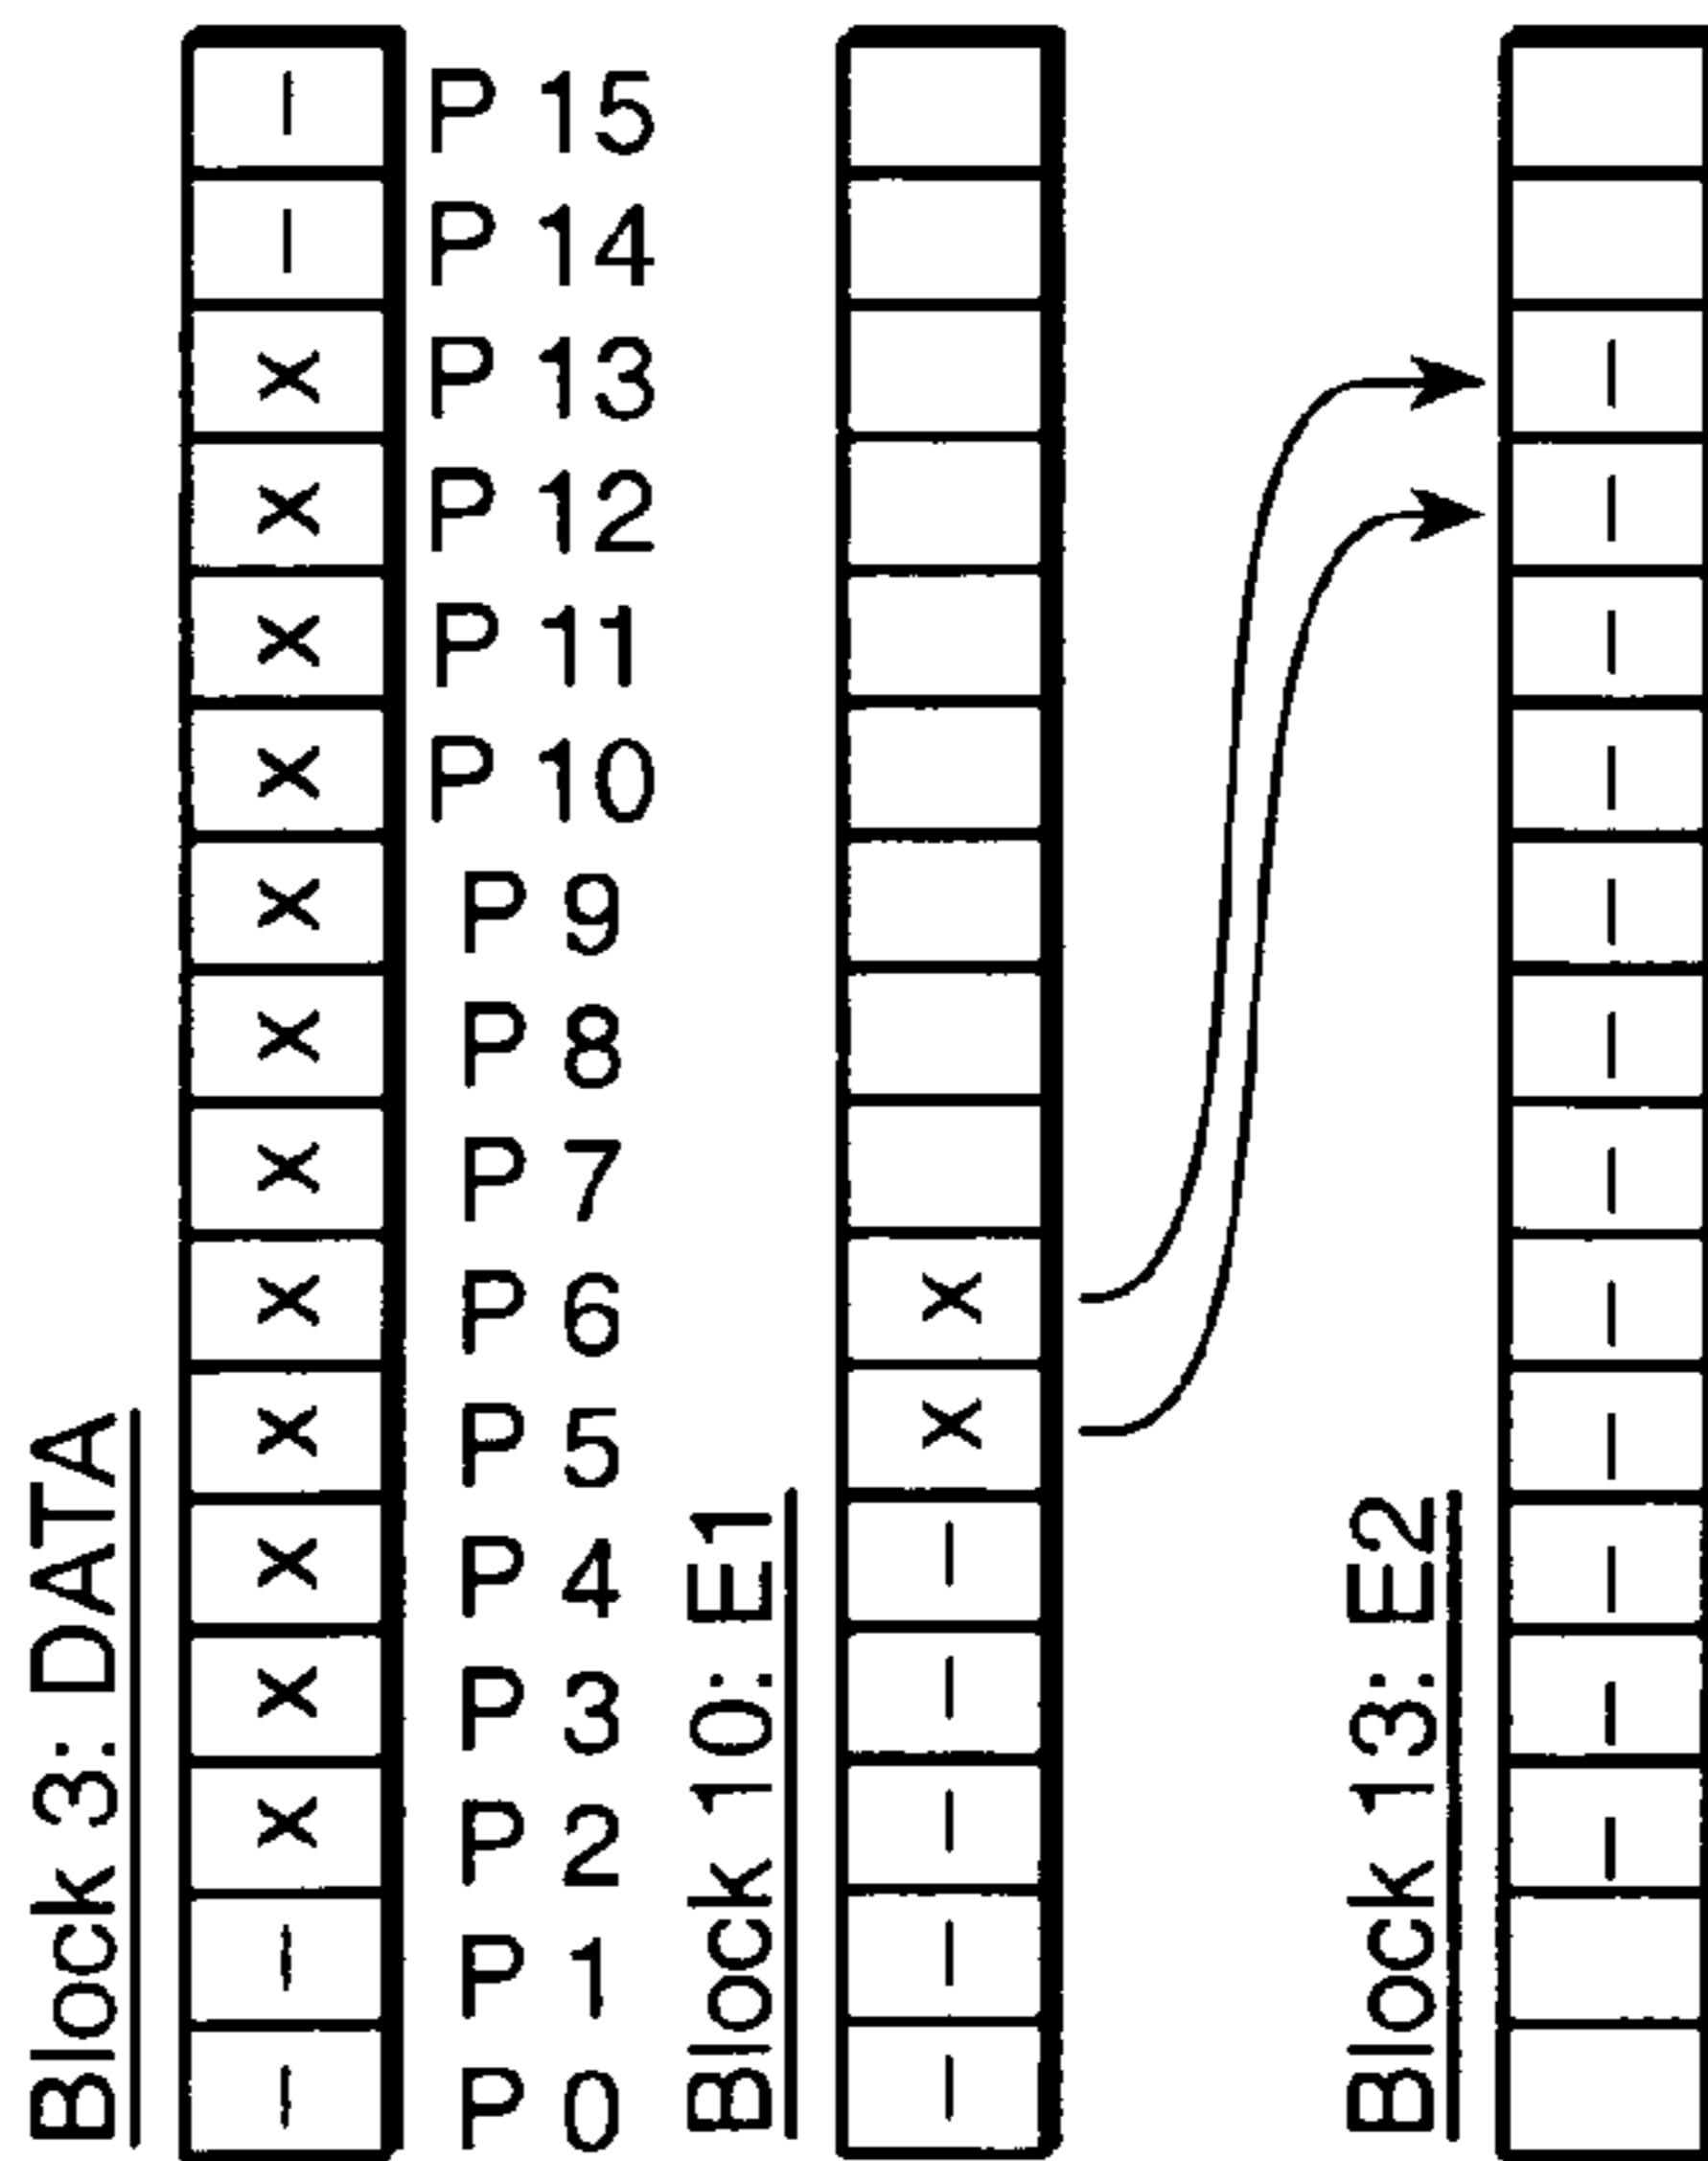 Block 3: DATA
| P 15
| P 14
x P 13
x P 12
x P 11
x P 10
x P 9
x P 8
x P 7
x P 6
x P 5
x P 4
x P 3
x P 2
| P 1
| P 0
Block 10: E1
x
x
|
|
|
|
|
Block 13: E2
|
|
|
|
|
|
|
|
|
|
|
|